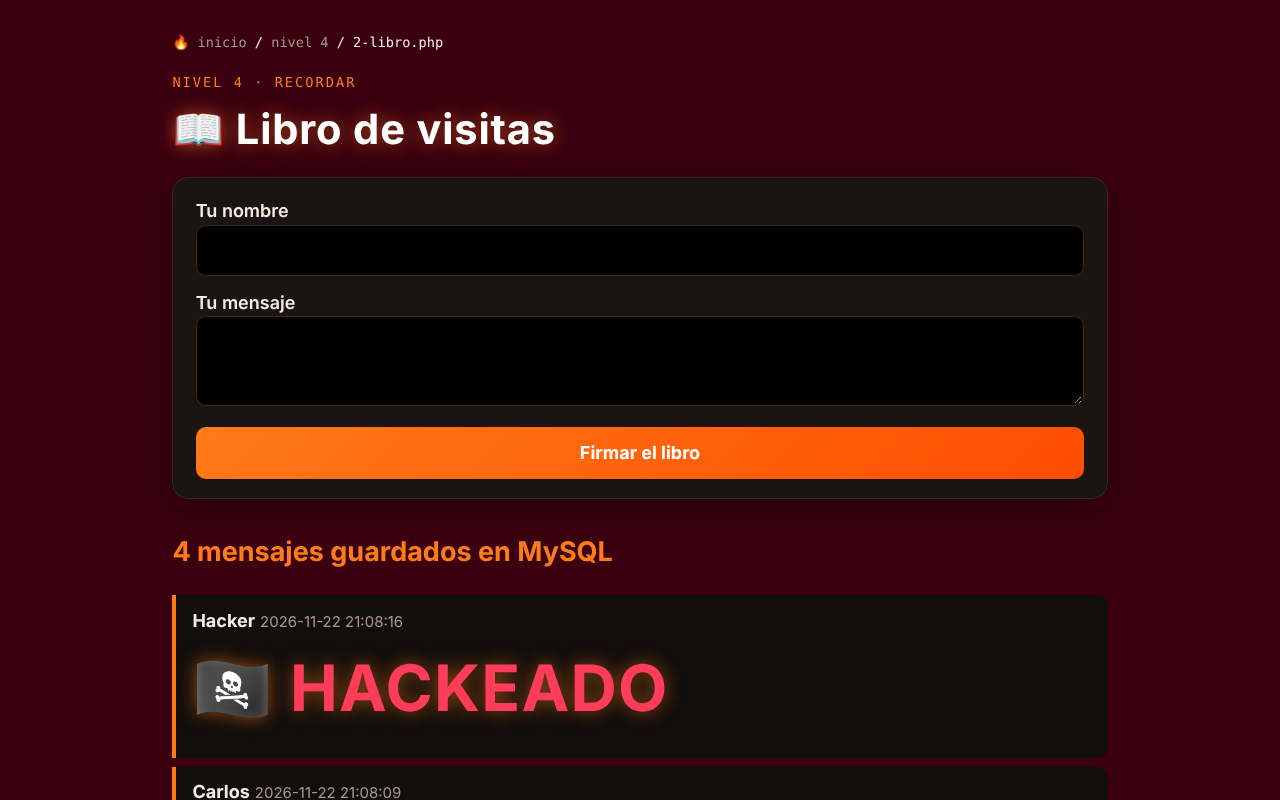 🔥 inicio / nivel 4 / 2-libro.php
NIVEL 4 · RECORDAR
📖 Libro de visitas
Tu nombre
Tu mensaje
Firmar el libro
4 mensajes guardados en MySQL
Hacker 2026-11-22 21:08:16
🏴‍☠️ HACKEADO
Carlos 2026-11-22 21:08:09